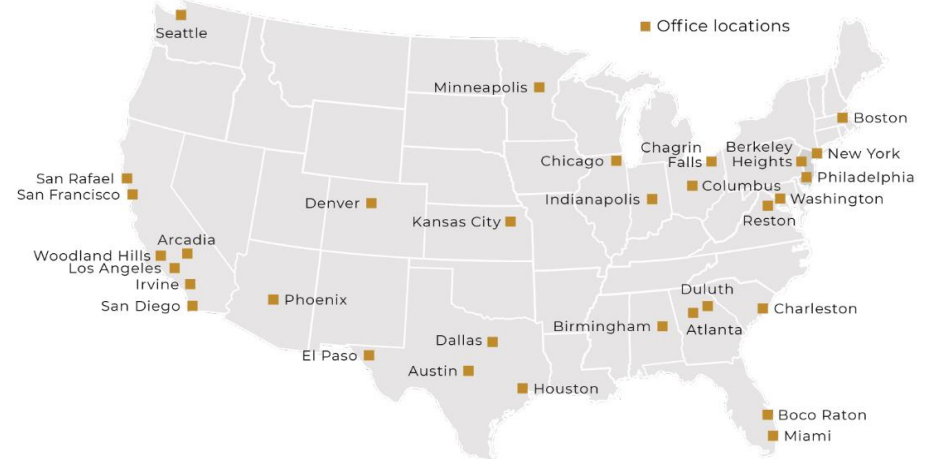 Office locations
Seattle
Minneapolis
Boston
Chagrin
Falls
Berkeley
Heights
New York
Chicago
Philadelphia
San Rafael
San Francisco
Columbus
Denver
Indianapolis
Washington
Kansas City
Reston
Arcadia
Woodland Hills
Los Angeles
Irvine
San Diego
Phoenix
Duluth
Charleston
Birmingham
Atlanta
Dallas
El Paso
Austin
Houston
Boco Raton
Miami